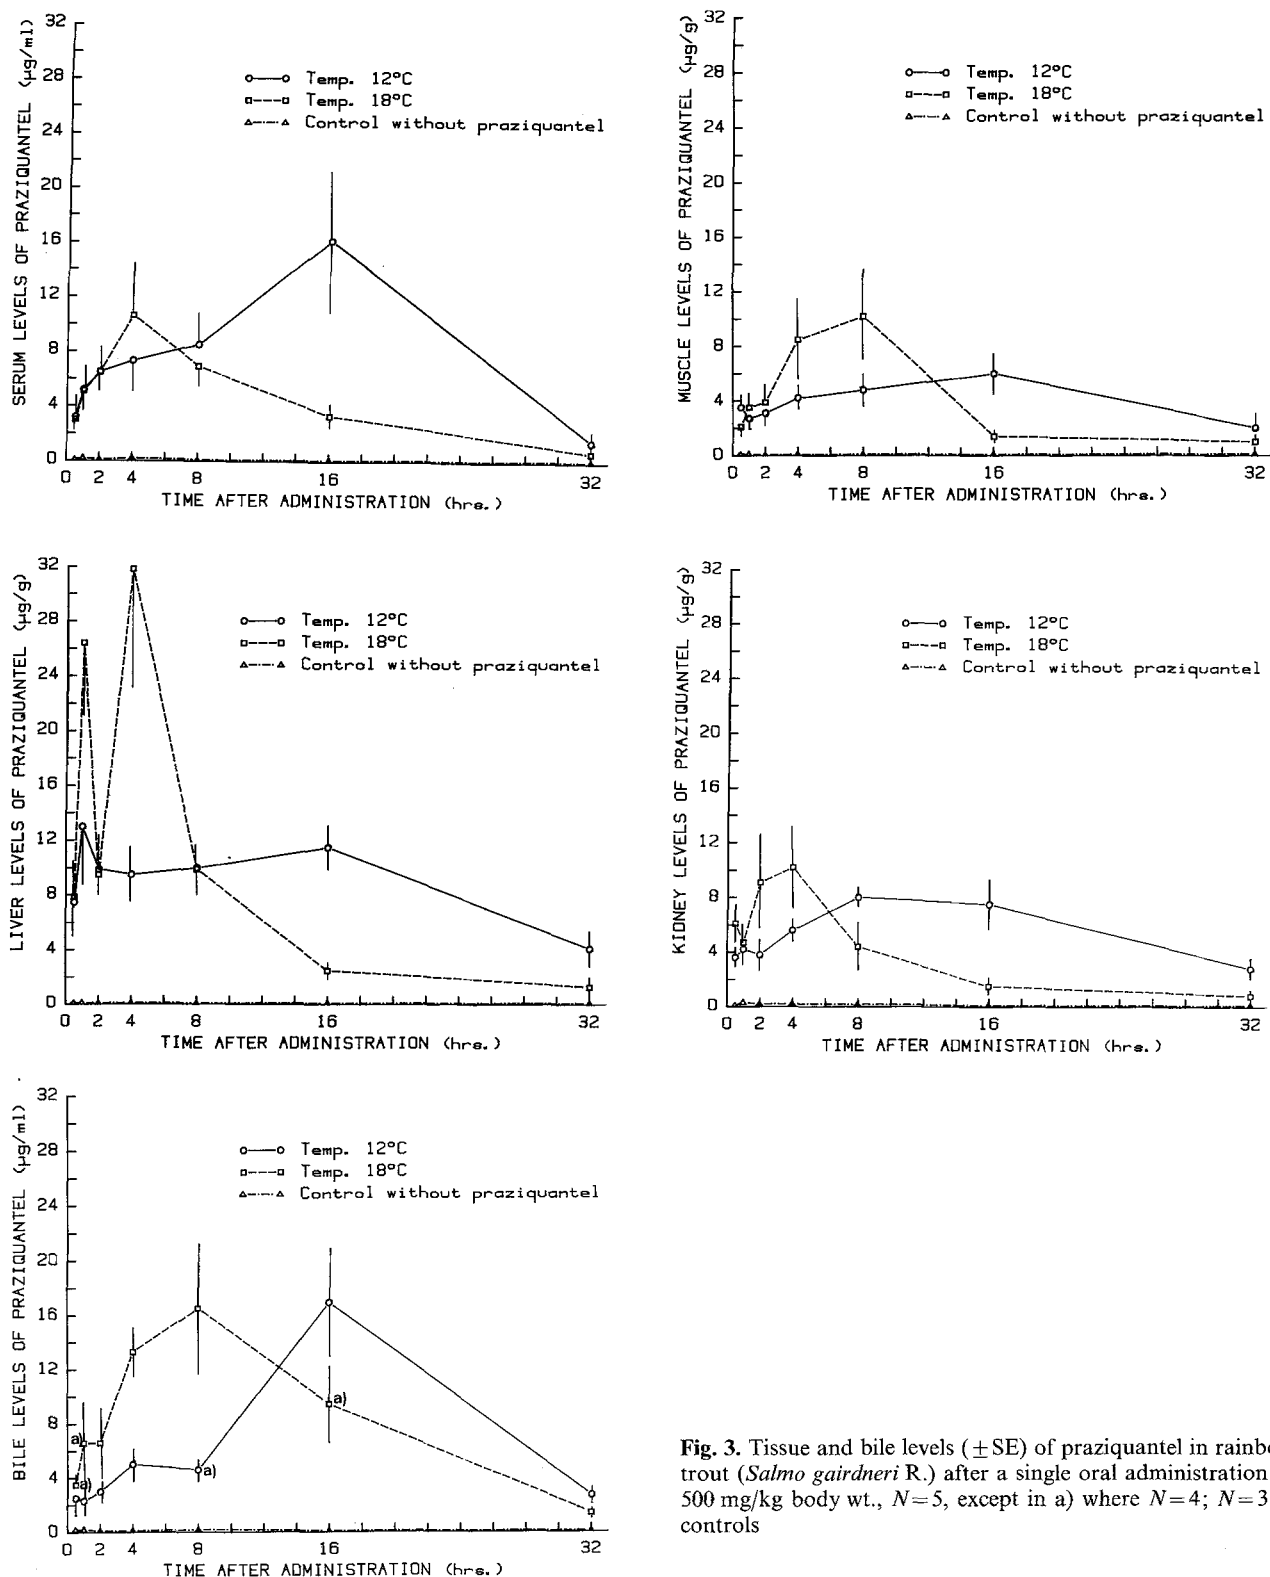 SERUM LEVELS OF PRAZIQUANTEL (µg/ml)
32
28
24
20
16
12
8
4
0
Temp. 12°C
Temp. 18°C
Control without praziquantel
0 2 4 8 16 32
TIME AFTER ADMINISTRATION (hrs.)
MUSCLE LEVELS OF PRAZIQUANTEL (µg/g)
32
28
24
20
16
12
8
4
0
Temp. 12°C
Temp. 18°C
Control without praziquantel
0 2 4 8 16 32
TIME AFTER ADMINISTRATION (hrs.)
LIVER LEVELS OF PRAZIQUANTEL (µg/g)
32
28
24
20
16
12
8
4
0
Temp. 12°C
Temp. 18°C
Control without praziquantel
0 2 4 8 16 32
TIME AFTER ADMINISTRATION (hrs.)
KIDNEY LEVELS OF PRAZIQUANTEL (µg/g)
32
28
24
20
16
12
8
4
0
Temp. 12°C
Temp. 18°C
Control without praziquantel
0 2 4 8 16 32
TIME AFTER ADMINISTRATION (hrs.)
BILE LEVELS OF PRAZIQUANTEL (µg/ml)
32
28
24
20
16
12
8
4
0
Temp. 12°C
Temp. 18°C
Control without praziquantel
a)
a)
a)
a)
0 2 4 8 16 32
TIME AFTER ADMINISTRATION (hrs.)
Fig. 3. Tissue and bile levels (±SE) of praziquantel in rainbo
trout (Salmo gairdneri R.) after a single oral administration
500 mg/kg body wt., N=5, except in a) where N=4; N=3
controls